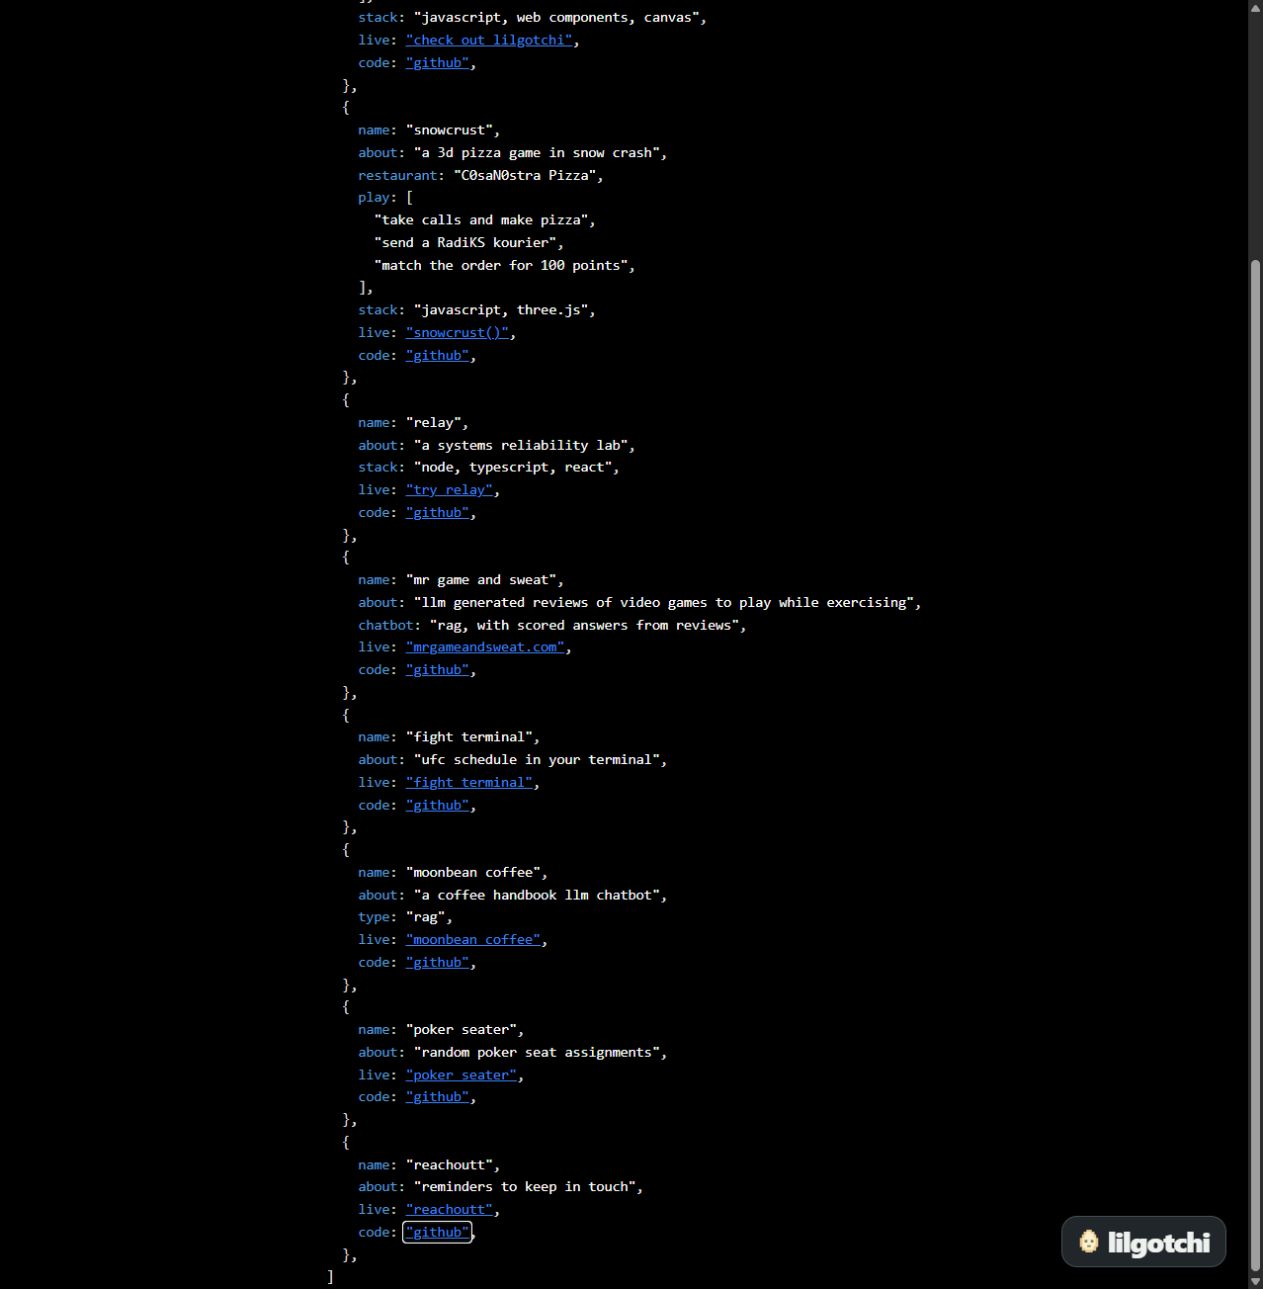 ],
stack: "javascript, web components, canvas",
live: "check out lilgotchi",
code: "github",
},
{
name: "snowcrust",
about: "a 3d pizza game in snow crash",
restaurant: "C0saN0stra Pizza",
play: [
"take calls and make pizza",
"send a RadiKS kourier",
"match the order for 100 points",
],
stack: "javascript, three.js",
live: "snowcrust()",
code: "github",
},
{
name: "relay",
about: "a systems reliability lab",
stack: "node, typescript, react",
live: "try relay",
code: "github",
},
{
name: "mr game and sweat",
about: "llm generated reviews of video games to play while exercising",
chatbot: "rag, with scored answers from reviews",
live: "mrgameandsweat.com",
code: "github",
},
{
name: "fight terminal",
about: "ufc schedule in your terminal",
live: "fight terminal",
code: "github",
},
{
name: "moonbean coffee",
about: "a coffee handbook llm chatbot",
type: "rag",
live: "moonbean coffee",
code: "github",
},
{
name: "poker seater",
about: "random poker seat assignments",
live: "poker seater",
code: "github",
},
{
name: "reachoutt",
about: "reminders to keep in touch",
live: "reachoutt",
code: "github",
},
]
lilgotchi